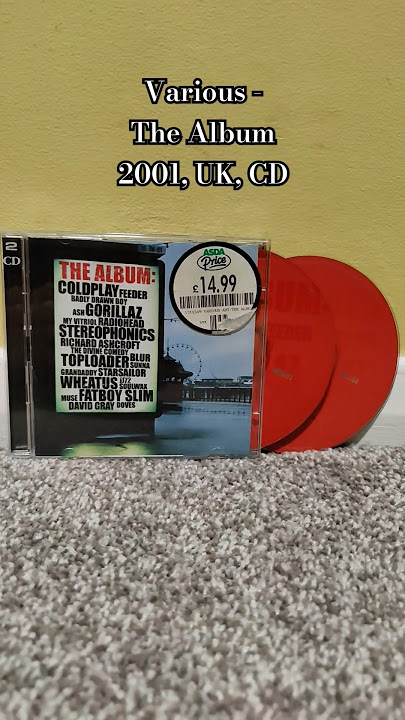 Various -
The Album
2001, UK, CD
2
CD
THE ALBUM:
COLDPLAY FEEDER
BADLY DRAWN BOY
ASH GORILLAZ
MY VITRIOL RADIOHEAD
STEREOPHONICS
RICHARD ASHCROFT
THE DIVINE COMEDY
TOPLOADER BLUR
SUNNA
GRANDADDY STARSAILOR
WHEATUS JJ72
SOULWAX
MUSE FATBOY SLIM
DAVID GRAY DOVES
ASDA
Price
£14.99